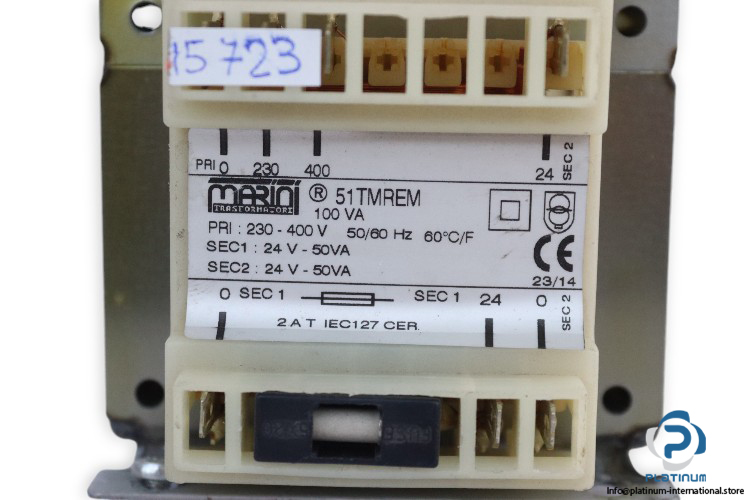 15723
PRI 0 230 400 24 SEC 2
MARINI ® 51TMREM
TRASFORMATORI
100 VA
PRI : 230 - 400 V 50/60 Hz 60°C/F
SEC1 : 24 V - 50VA
SEC2 : 24 V - 50VA
CE
23/14
0 SEC 1 SEC 1 24 0 SEC 2
2 A T IEC127 CER.
PLATINUM
Info@platinum-international.store